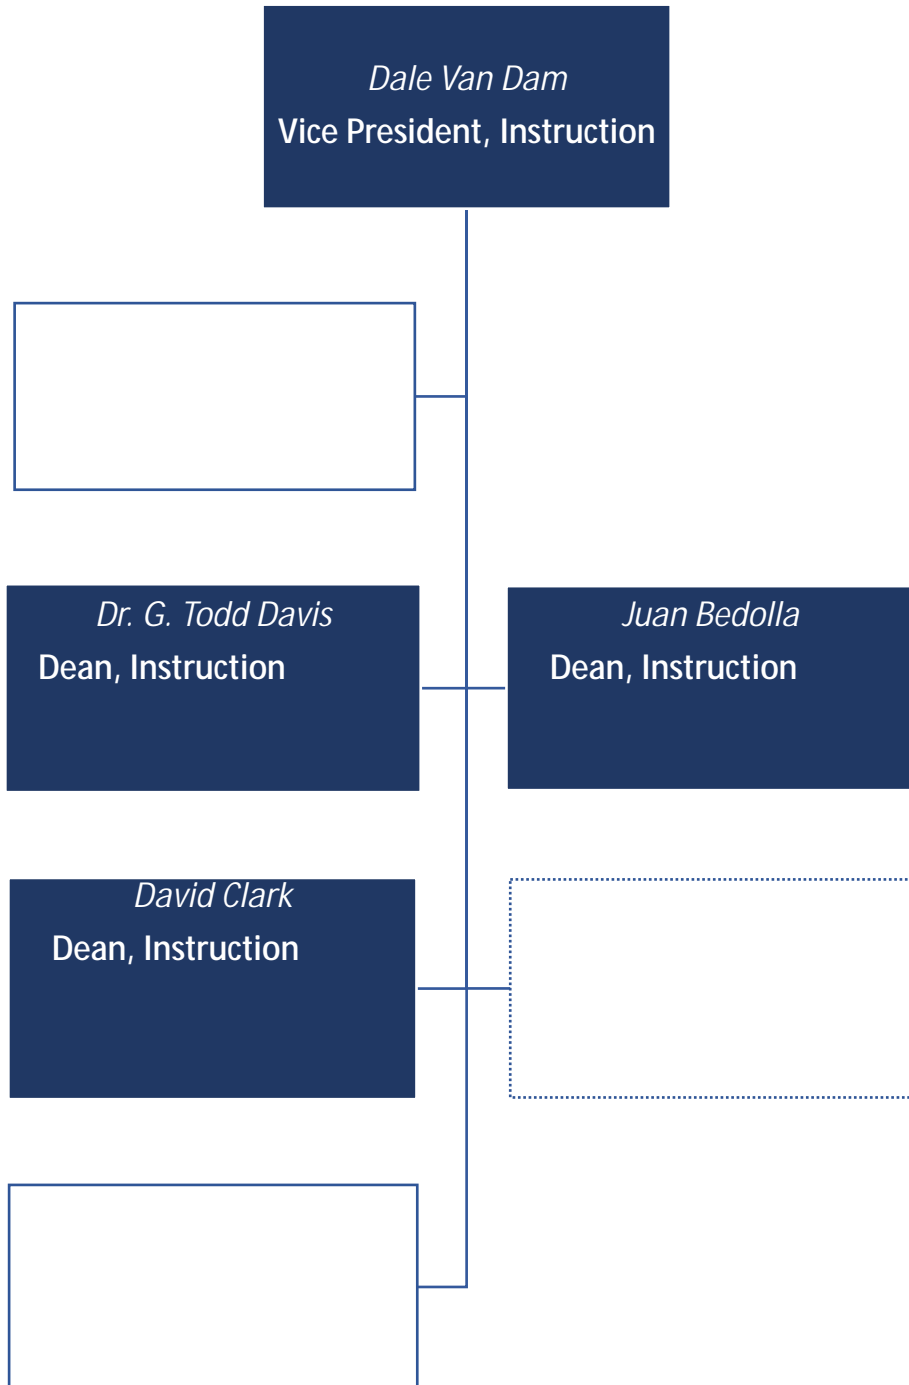 Dale Van Dam
Vice President, Instruction
Dr. G. Todd Davis
Dean, Instruction
Juan Bedolla
Dean, Instruction
David Clark
Dean, Instruction